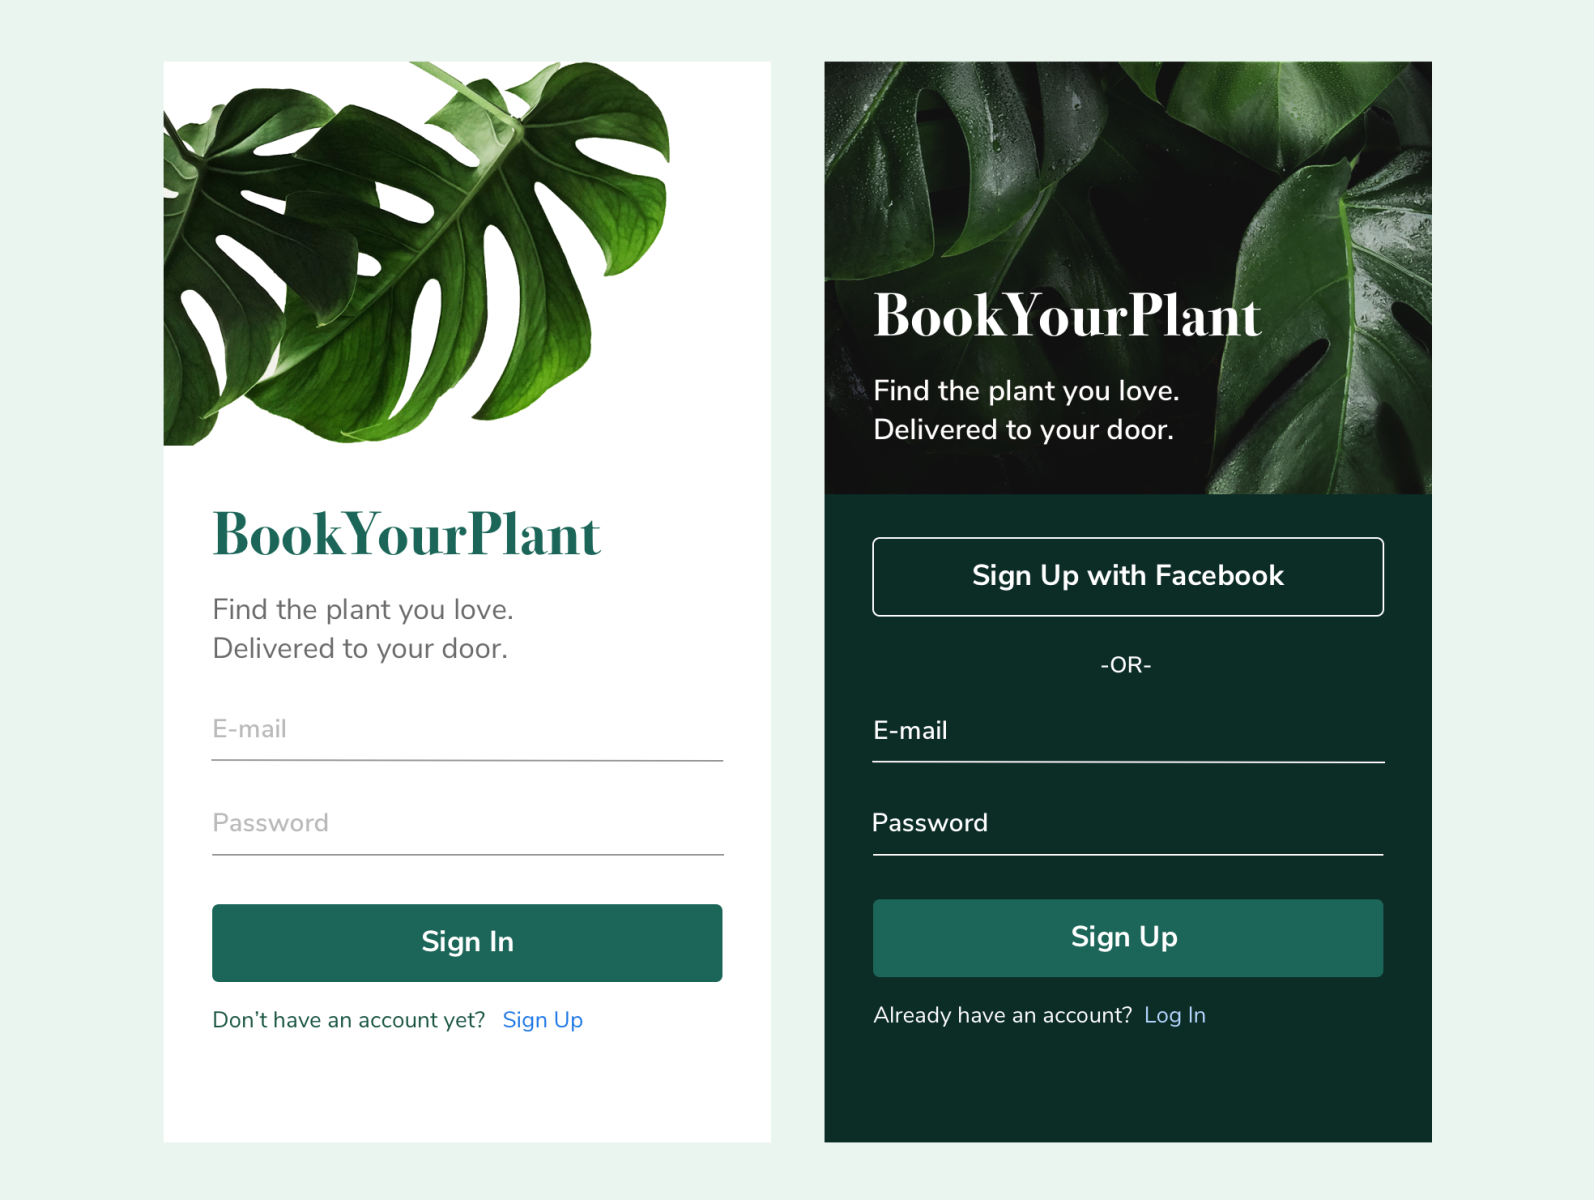 BookYourPlant
Find the plant you love.
Delivered to your door.
E-mail
Password
Sign In
Don’t have an account yet? Sign Up
BookYourPlant
Find the plant you love.
Delivered to your door.
Sign Up with Facebook
-OR-
E-mail
Password
Sign Up
Already have an account? Log In